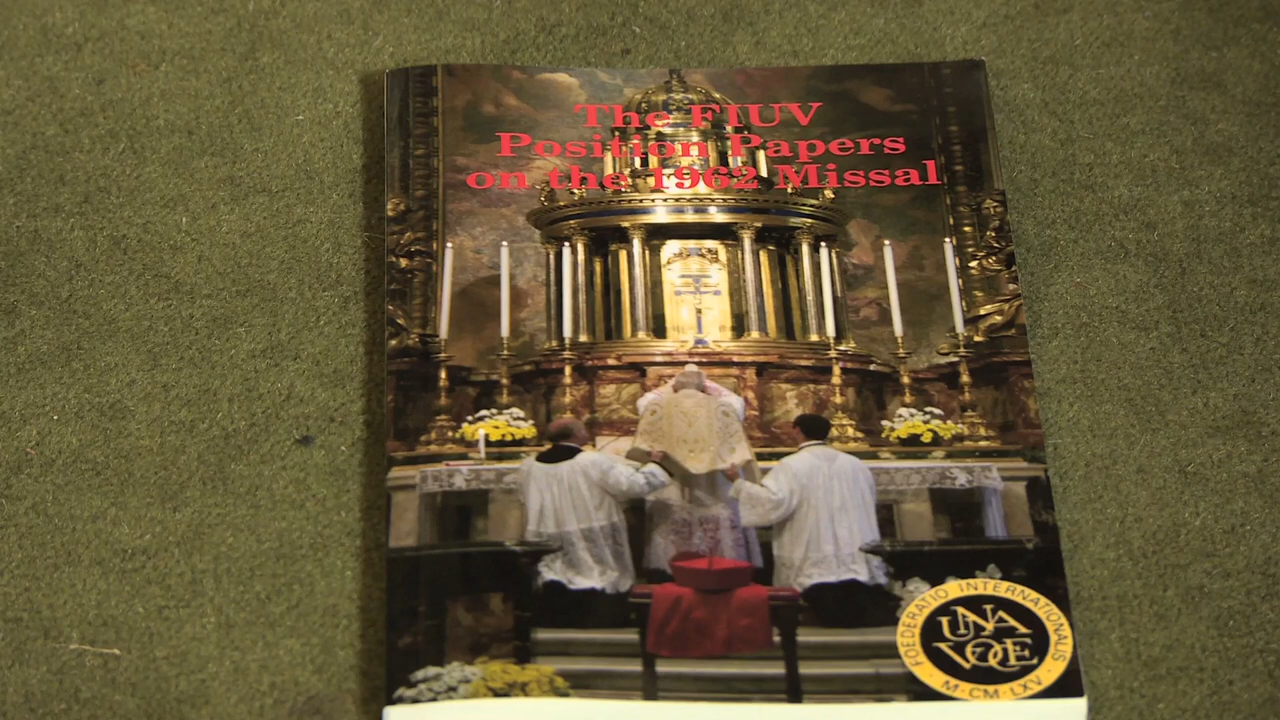 The FIUV
Position Papers
on the 1962 Missal
FOEDERATIO INTERNATIONALIS
UNA
VOCE
· M · CM · LXV ·